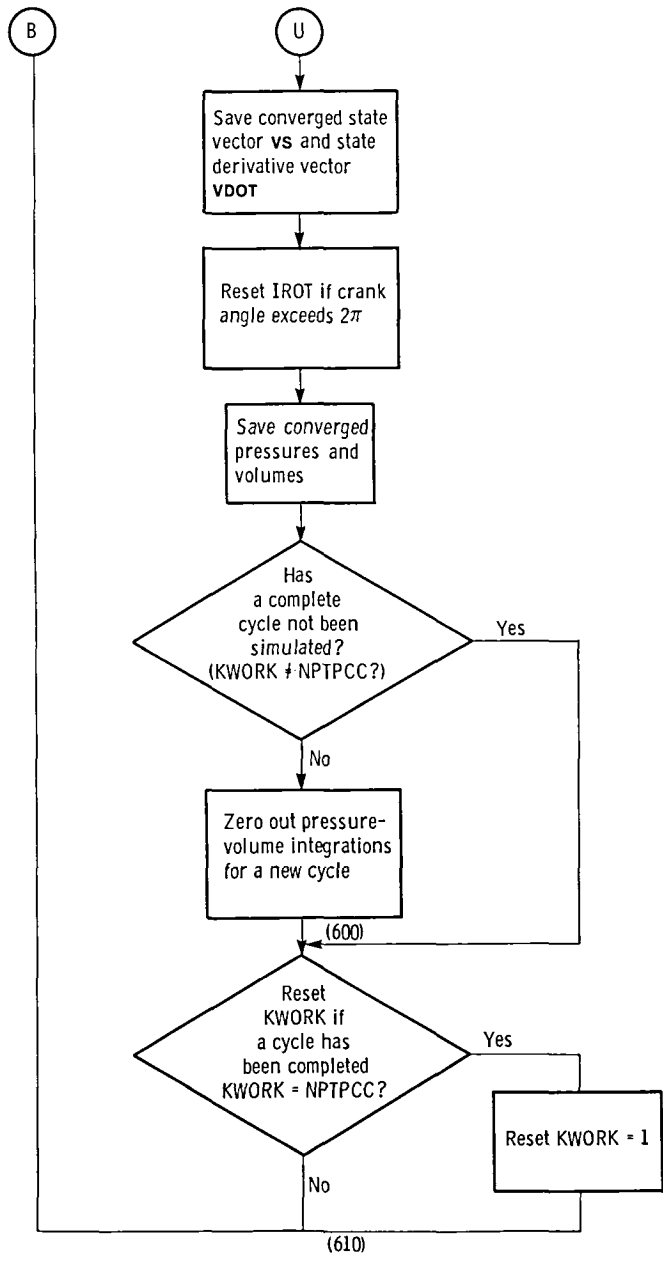 B
U
Save converged state
vector VS and state
derivative vector
VDOT
Reset IROT if crank
angle exceeds 2π
Save converged
pressures and
volumes
Has
a complete
cycle not been
simulated?
(KWORK ≠ NPTPCC?)
Yes
No
Zero out pressure-
volume integrations
for a new cycle
(600)
Reset
KWORK if
a cycle has
been completed
KWORK = NPTPCC?
Yes
Reset KWORK = 1
No
(610)